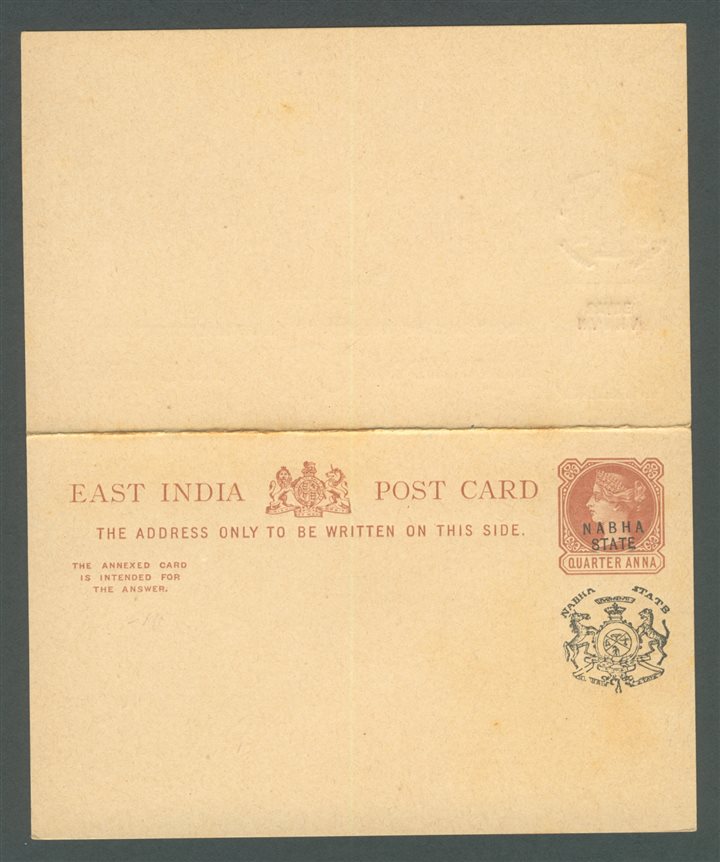 EAST INDIA POST CARD
THE ADDRESS ONLY TO BE WRITTEN ON THIS SIDE.
THE ANNEXED CARD
IS INTENDED FOR
THE ANSWER.
NABHA
STATE
QUARTER ANNA
NABHA STATE